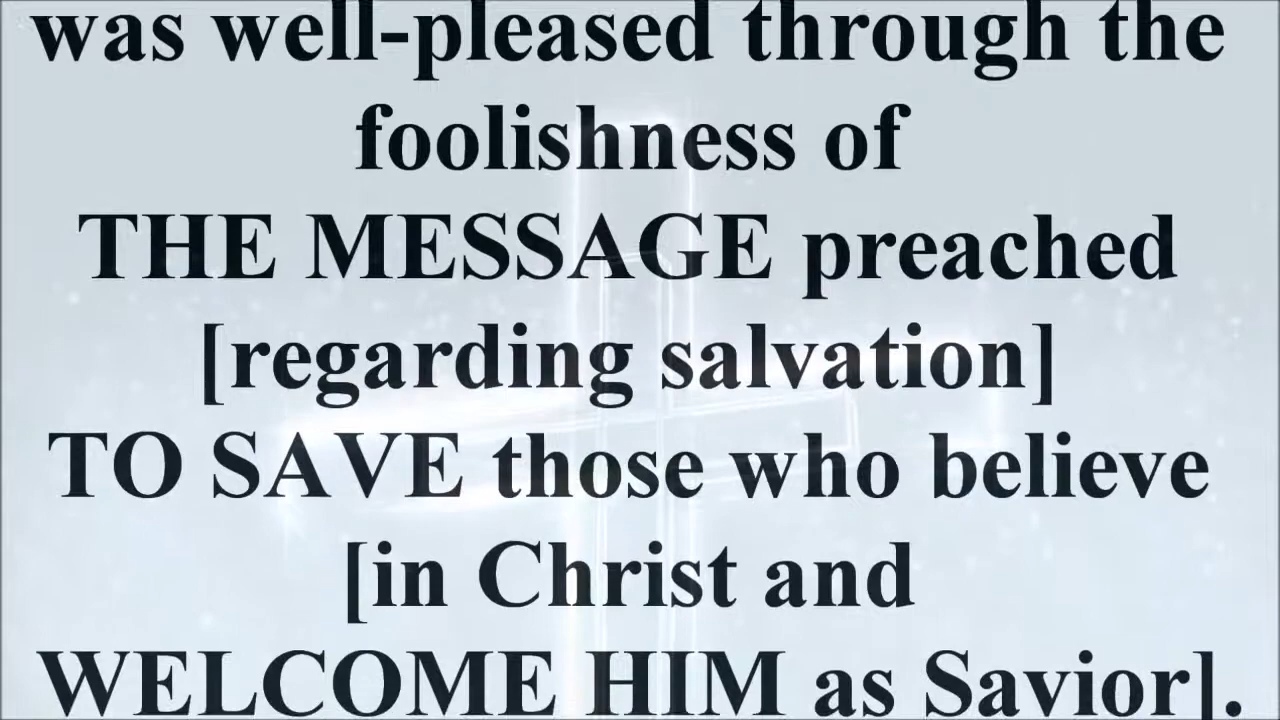 was well-pleased through the
foolishness of
THE MESSAGE preached
[regarding salvation]
TO SAVE those who believe
[in Christ and
WELCOME HIM as Savior].